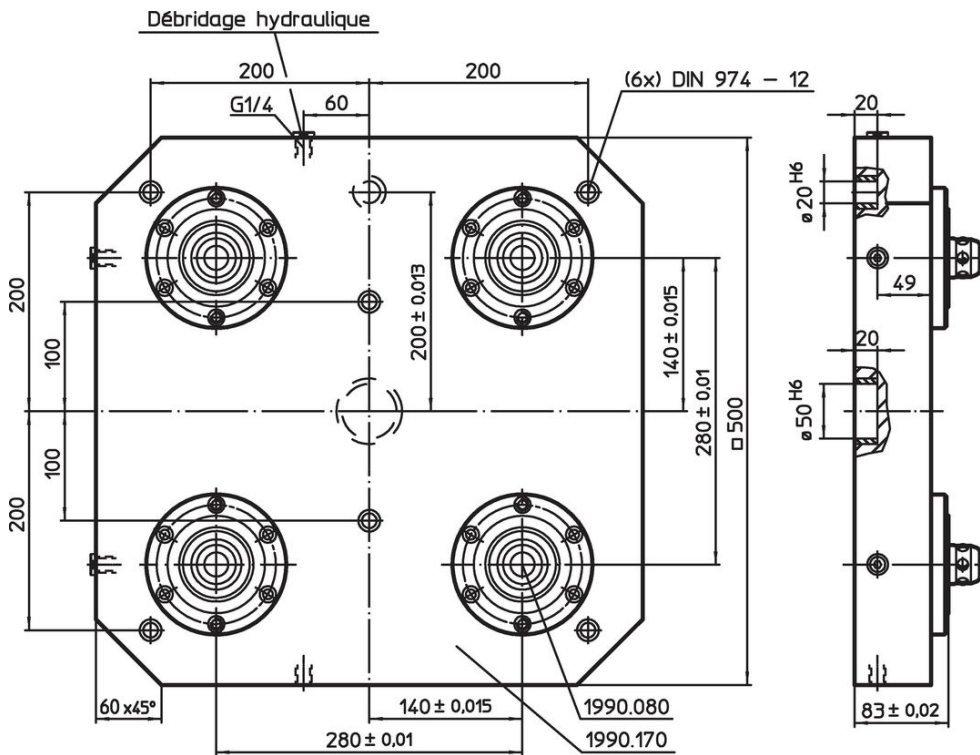 Débridage hydraulique
200
200
(6x) DIN 974 – 12
G1/4
60
20
ø 20 H6
200
200 ± 0,013
49
140 ± 0,015
100
280 ± 0,01
□ 500
20
ø 50 H6
100
200
60 x45°
140 ± 0,015
1990.080
83 ± 0,02
280 ± 0,01
1990.170